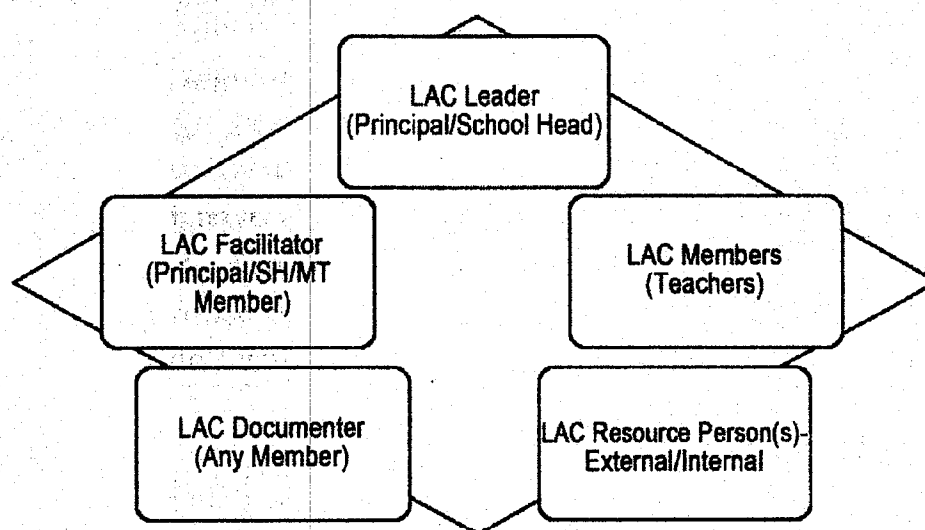 LAC Leader
(Principal/School Head)
LAC Facilitator
(Principal/SH/MT
Member)
LAC Members
(Teachers)
LAC Documenter
(Any Member)
LAC Resource Person(s)-
External/Internal